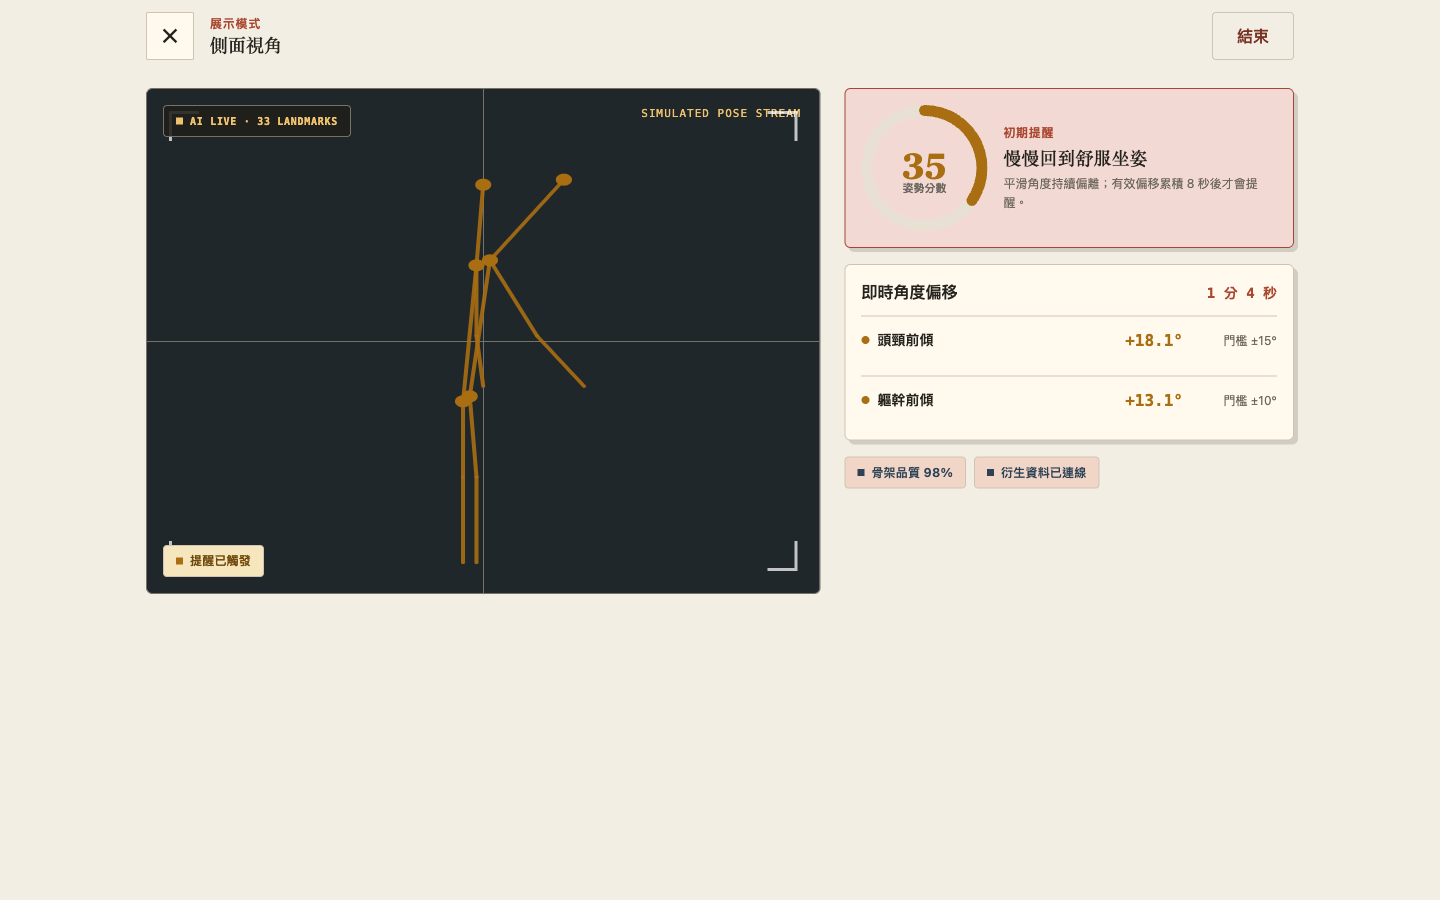 展示模式
側面視角
結束
AI LIVE · 33 LANDMARKS
SIMULATED POSE STREAM
提醒已觸發
35
姿勢分數
初期提醒
慢慢回到舒服坐姿
平滑角度持續偏離；有效偏移累積 8 秒後才會提
醒。
即時角度偏移
1 分 4 秒
頭頸前傾
+18.1°
門檻 ±15°
軀幹前傾
+13.1°
門檻 ±10°
骨架品質 98%
衍生資料已連線